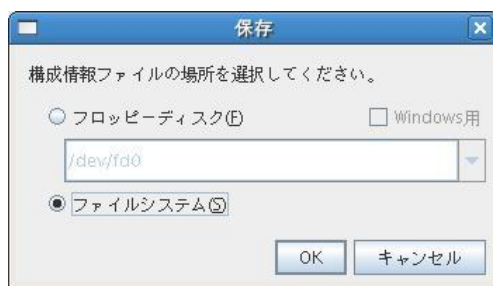 保存
構成情報ファイルの場所を選択してください。
フロッピーディスク(F) Windows用
/dev/fd0
ファイルシステム(S)
OK キャンセル